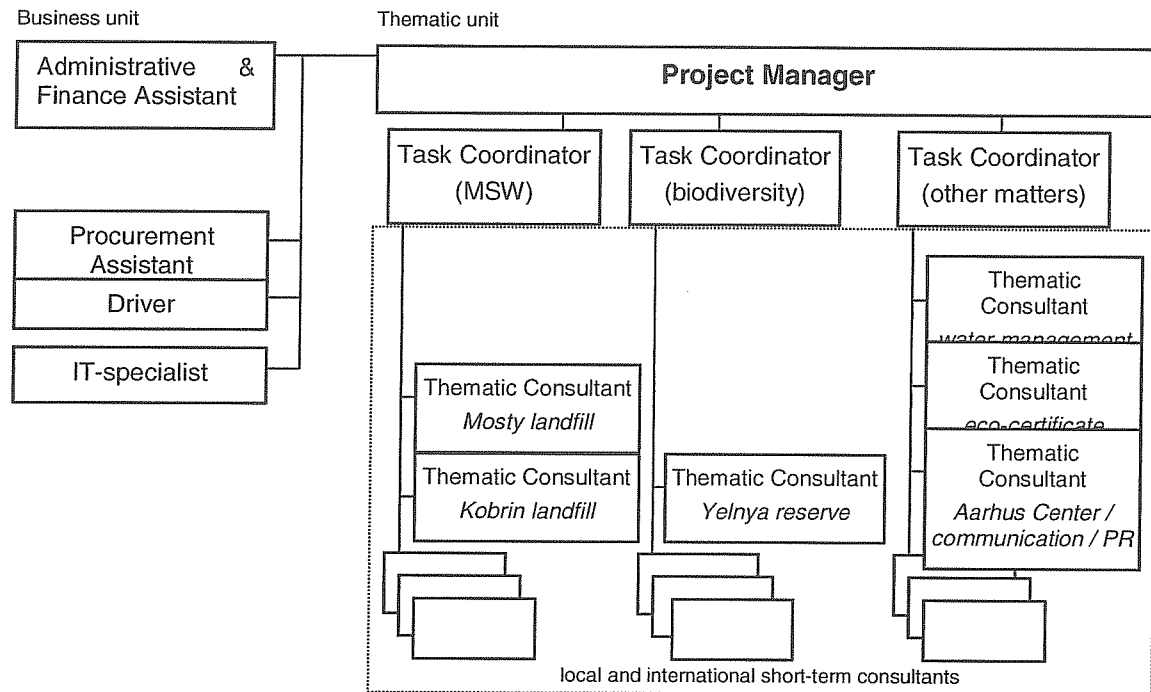 Business unit
Administrative &
Finance Assistant
Procurement
Assistant
Driver
IT-specialist
Thematic unit
Project Manager
Task Coordinator
(MSW)
Task Coordinator
(biodiversity)
Task Coordinator
(other matters)
Thematic Consultant
Mosty landfill
Thematic Consultant
Kobrin landfill
Thematic Consultant
Yelnya reserve
Thematic
Consultant
water management
Thematic
Consultant
eco-certificate
Thematic
Consultant
Aarhus Center /
communication / PR
local and international short-term consultants